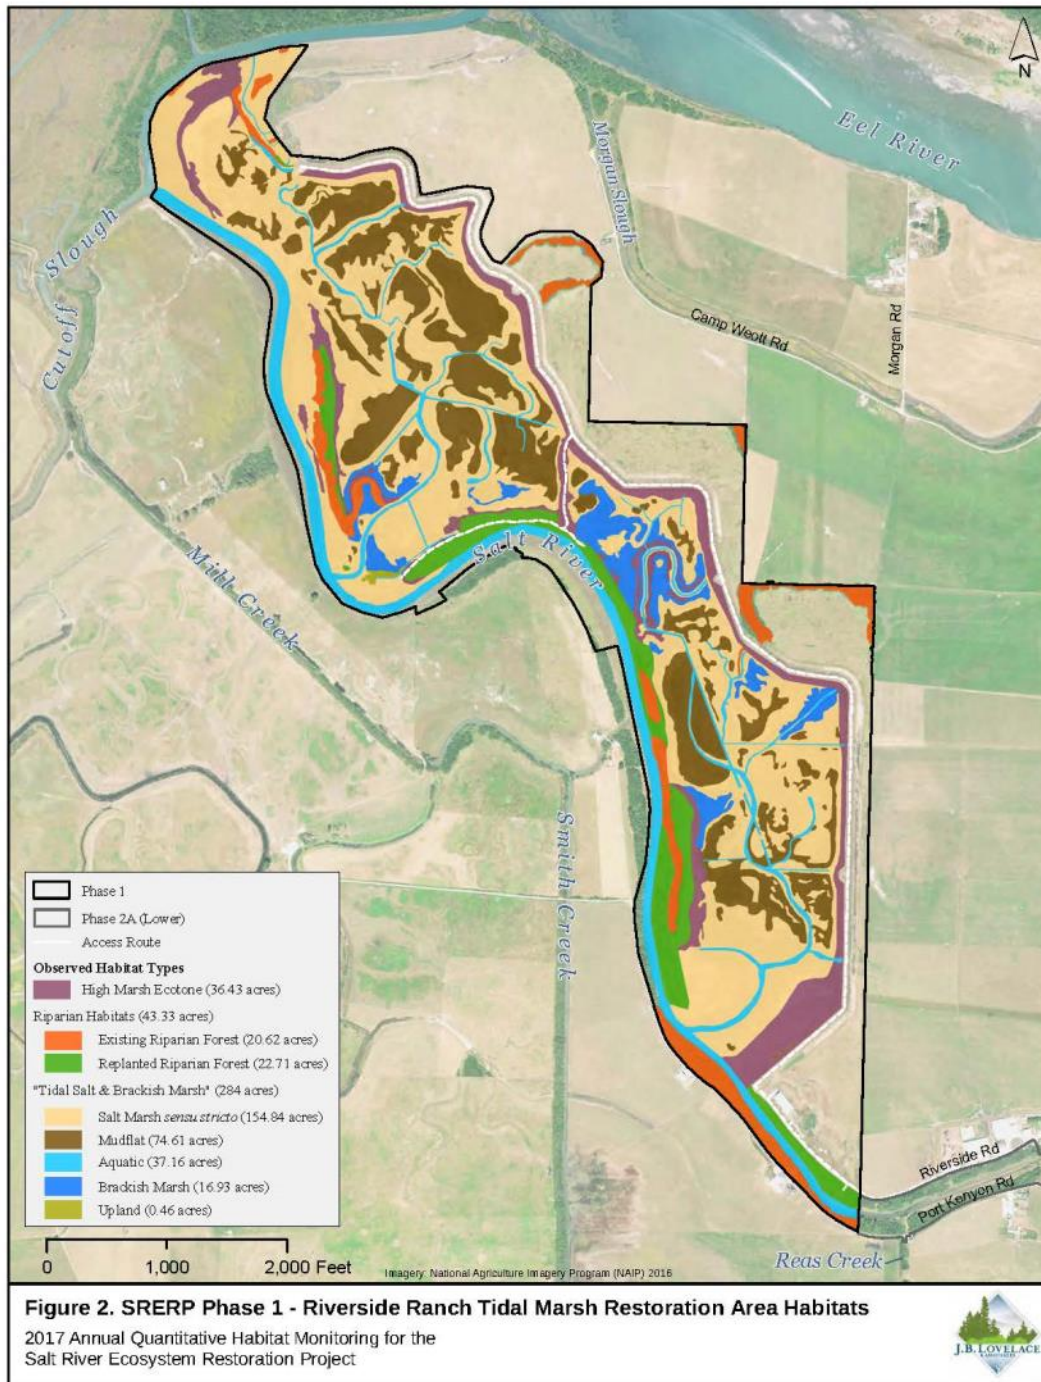 N
Eel River
Morgan Slough
Cutoff Slough
Camp Weott Rd
Morgan Rd
Salt River
Mill Creek
Smith Creek
Phase 1
Phase 2A (Lower)
Access Route
Observed Habitat Types
High Marsh Ecotone (36.43 acres)
Riparian Habitats (43.33 acres)
Existing Riparian Forest (20.62 acres)
Replanted Riparian Forest (22.71 acres)
"Tidal Salt & Brackish Marsh" (284 acres)
Salt Marsh sensu stricto (154.84 acres)
Mudflat (74.61 acres)
Aquatic (37.16 acres)
Brackish Marsh (16.93 acres)
Upland (0.46 acres)
Riverside Rd
Port Kenyon Rd
Reas Creek
0 1,000 2,000 Feet
Imagery: National Agriculture Imagery Program (NAIP) 2016
Figure 2. SRERP Phase 1 - Riverside Ranch Tidal Marsh Restoration Area Habitats
2017 Annual Quantitative Habitat Monitoring for the
Salt River Ecosystem Restoration Project
J.B. LOVELACE